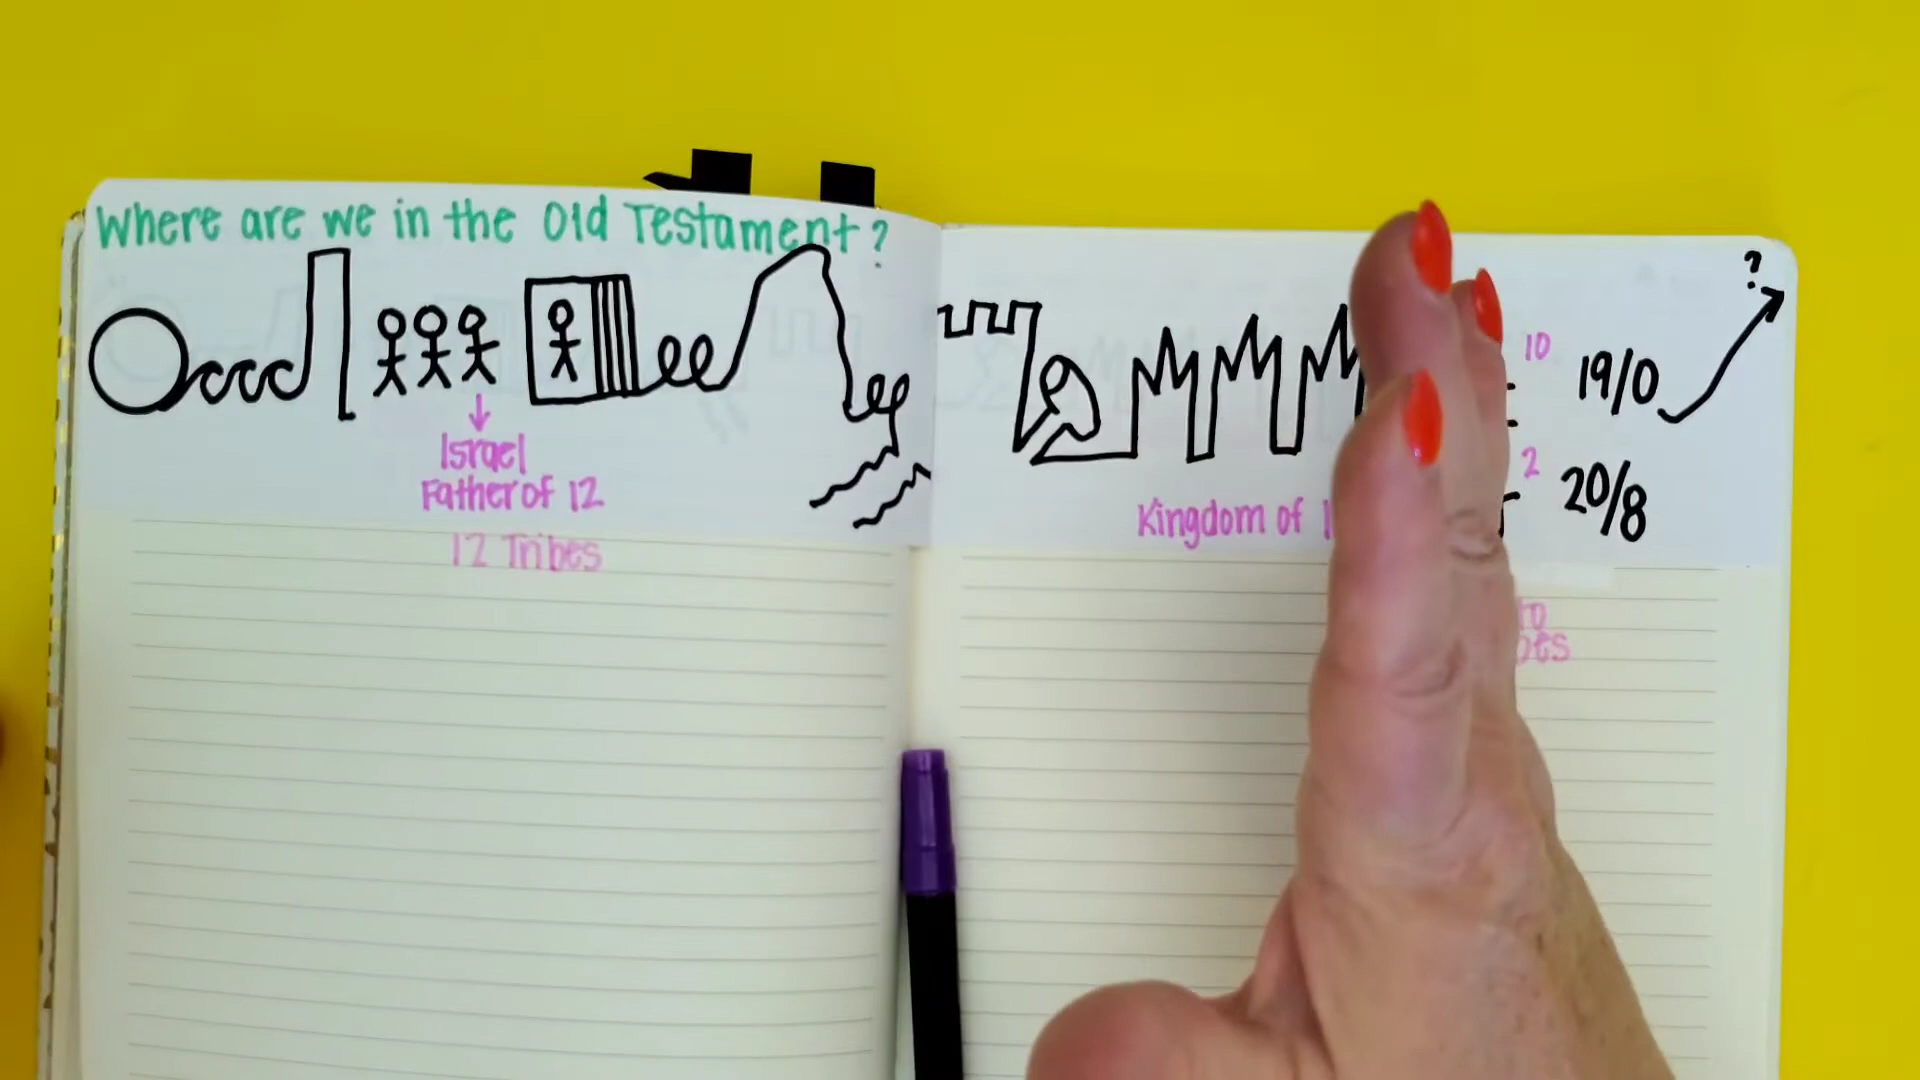 Where are we in the Old Testament?
Israel
Father of 12
12 Tribes
Kingdom of
?
10
19/0
2
20/8
to